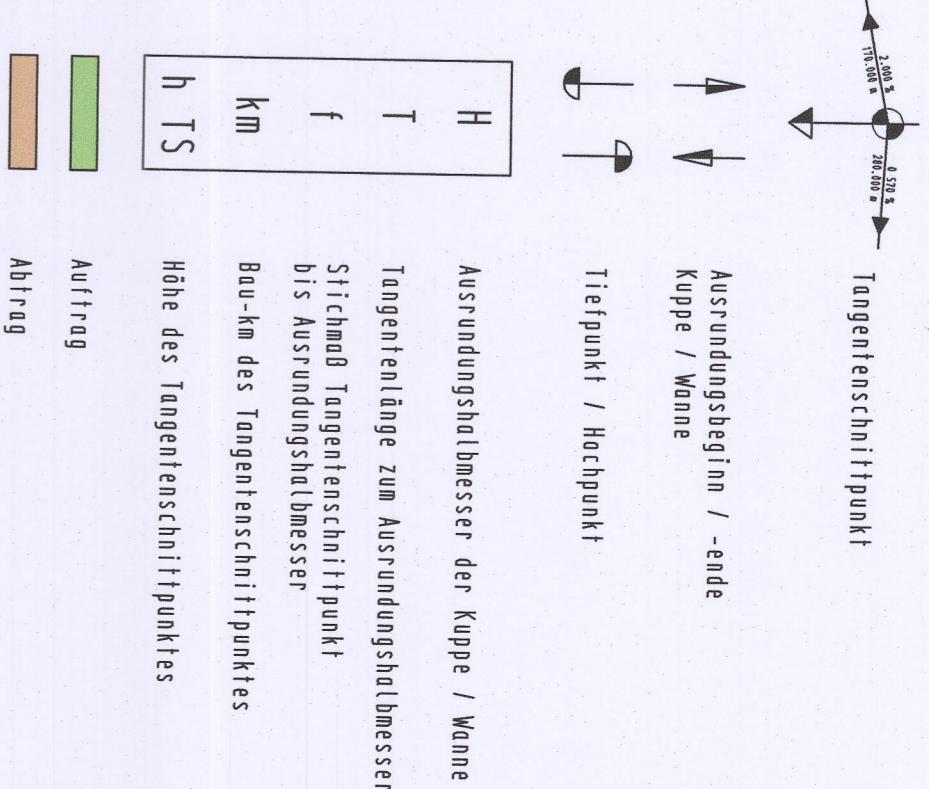 2.000 %
170.000 m
0.570 %
280.000 m
Tangentenschnittpunkt
Ausrundungsbeginn / -ende
Kuppe / Wanne
Tiefpunkt / Hochpunkt
H
Ausrundungshalbmesser der Kuppe / Wanne
T
Tangentenlänge zum Ausrundungshalbmesser
f
Stichmaß Tangentenschnittpunkt
bis Ausrundungshalbmesser
km
Bau-km des Tangentenschnittpunktes
h TS
Höhe des Tangentenschnittpunktes
Auftrag
Abtrag